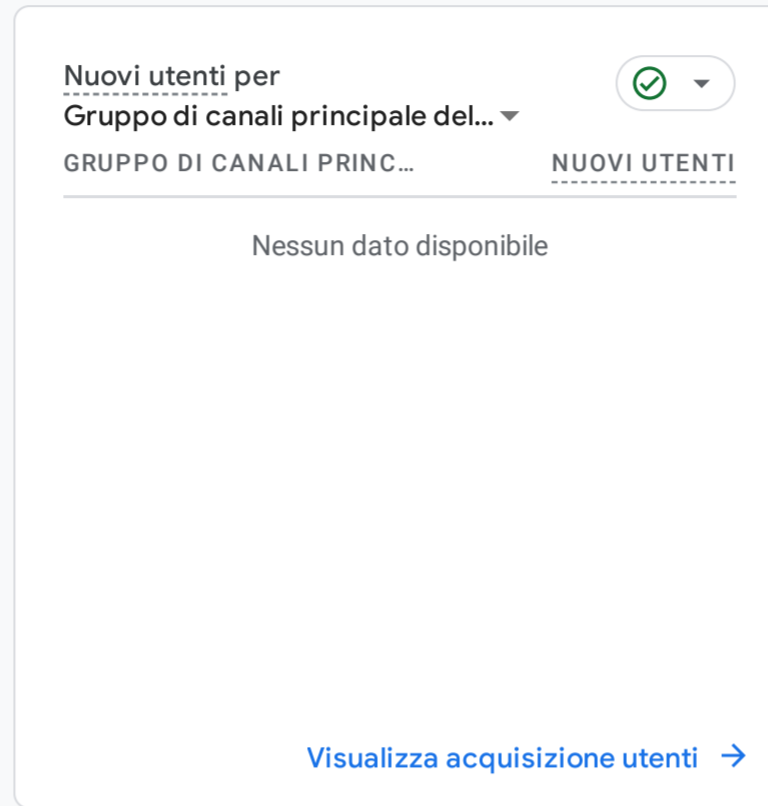 Nuovi utenti per
Gruppo di canali principale del...
GRUPPO DI CANALI PRINC... NUOVI UTENTI
Nessun dato disponibile
Visualizza acquisizione utenti